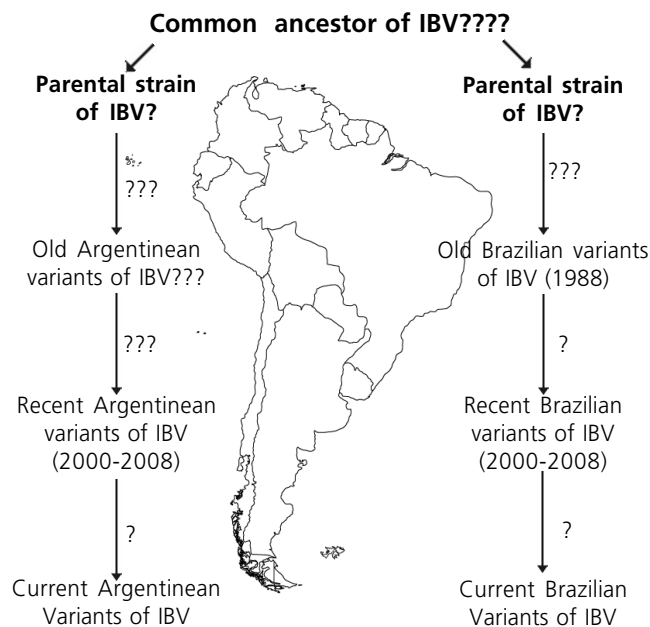 Common ancestor of IBV????
Parental strain
of IBV?
???
Old Argentinean
variants of IBV???
???
Recent Argentinean
variants of IBV
(2000-2008)
?
Current Argentinean
Variants of IBV
Parental strain
of IBV?
???
Old Brazilian variants
of IBV (1988)
?
Recent Brazilian
variants of IBV
(2000-2008)
?
Current Brazilian
Variants of IBV